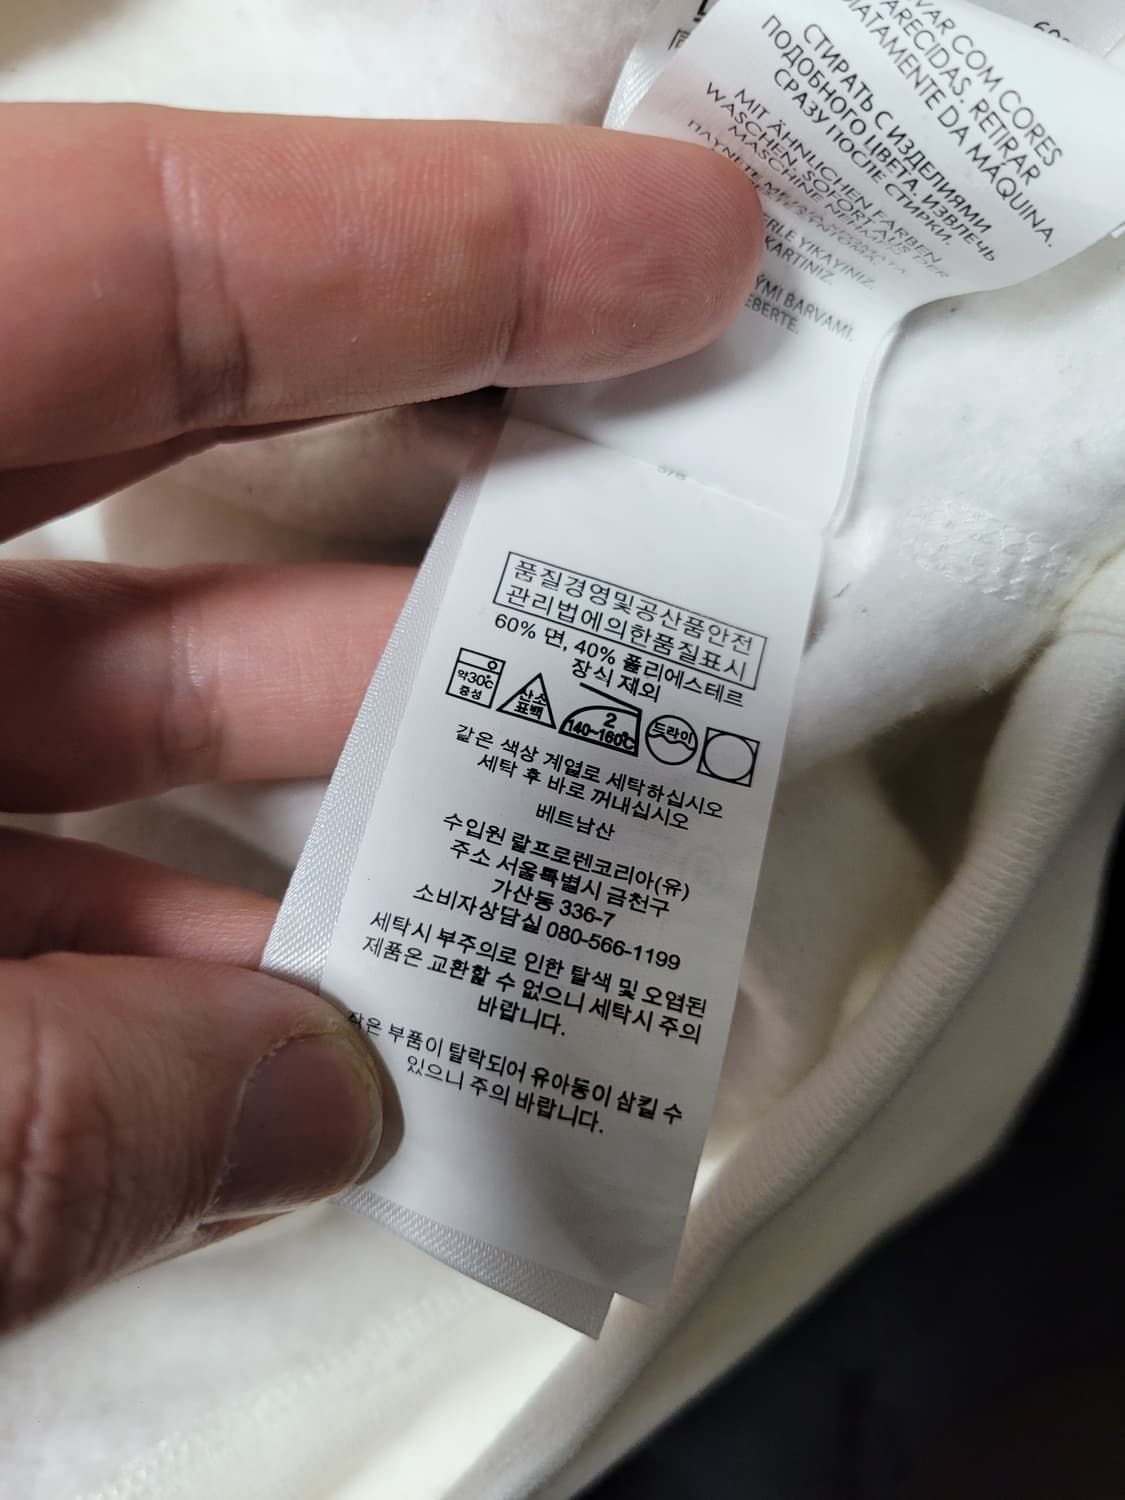 VAR COM CORES
ARECIDAS. RETIRAR
IATAMENTE DA MÁQUINA.
СТИРАТЬ С ИЗДЕЛИЯМИ
ПОДОБНОГО ЦВЕТА. ИЗВЛЕЧЬ
СРАЗУ ПОСЛЕ СТИРКИ.
MIT ÄHNLICHEN FARBEN
WASCHEN. SOFORT AUS DER
MASCHINE NEHMEN.
ERLE YIKAYINIZ.
KARTINIZ.
ÝMI BARVAMI.
EBERTE.
품질경영및공산품안전
관리법에의한품질표시
60% 면, 40% 폴리에스테르
장식 제외
약30℃
중성
산소
표백
2
140~160℃
드라이
같은 색상 계열로 세탁하십시오
세탁 후 바로 꺼내십시오
베트남산
수입원 랄프로렌코리아(유)
주소 서울특별시 금천구
가산동 336-7
소비자상담실 080-566-1199
세탁시 부주의로 인한 탈색 및 오염된
제품은 교환할 수 없으니 세탁시 주의
바랍니다.
작은 부품이 탈락되어 유아동이 삼킬 수
있으니 주의 바랍니다.